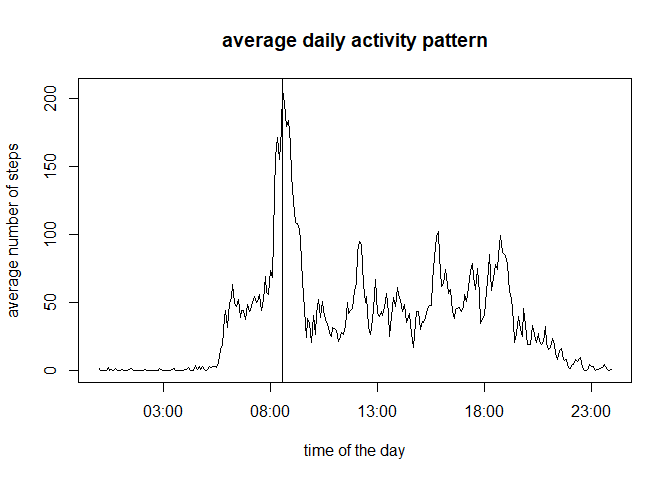 average daily activity pattern
average number of steps
200
150
100
50
0
03:00 08:00 13:00 18:00 23:00
time of the day